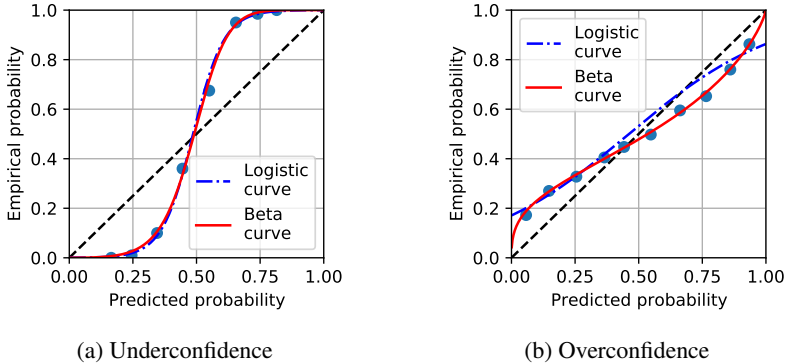 1.0
0.8
0.6
0.4
0.2
0.0
Empirical probability
Logistic
curve
Beta
curve
0.00 0.25 0.50 0.75 1.00
Predicted probability
(a) Underconfidence
1.0
0.8
0.6
0.4
0.2
0.0
Empirical probability
Logistic
curve
Beta
curve
0.00 0.25 0.50 0.75 1.00
Predicted probability
(b) Overconfidence